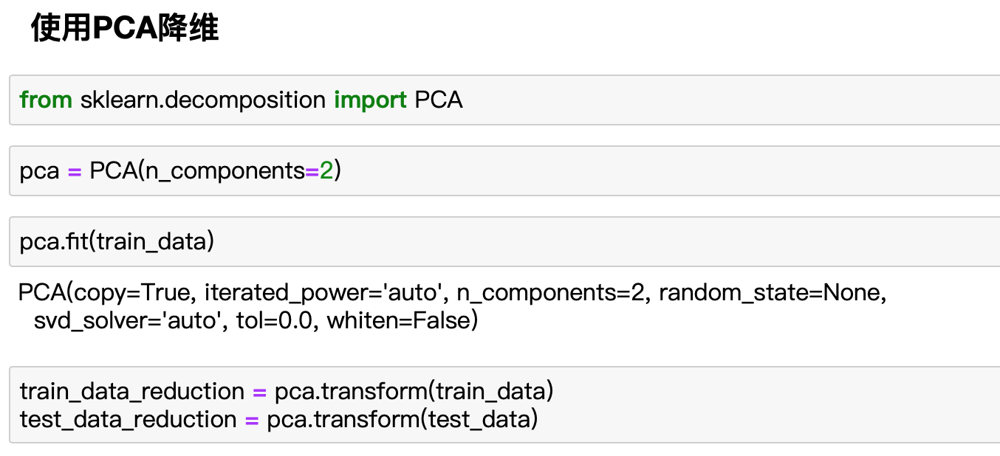 使用PCA降维
from sklearn.decomposition import PCA
pca = PCA(n_components=2)
pca.fit(train_data)
PCA(copy=True, iterated_power='auto', n_components=2, random_state=None,
svd_solver='auto', tol=0.0, whiten=False)
train_data_reduction = pca.transform(train_data)
test_data_reduction = pca.transform(test_data)